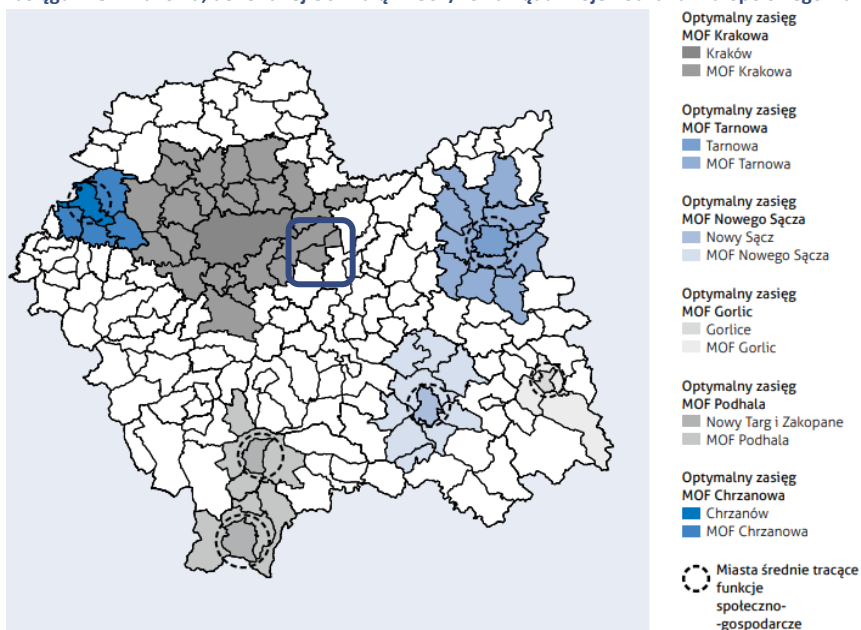 Optymalny zasięg
MOF Krakowa
Kraków
MOF Krakowa
Optymalny zasięg
MOF Tarnowa
Tarnowa
MOF Tarnowa
Optymalny zasięg
MOF Nowego Sącza
Nowy Sącz
MOF Nowego Sącza
Optymalny zasięg
MOF Gorlic
Gorlice
MOF Gorlic
Optymalny zasięg
MOF Podhala
Nowy Targ i Zakopane
MOF Podhala
Optymalny zasięg
MOF Chrzanowa
Chrzanów
MOF Chrzanowa
Miasta średnie tracące
funkcje
społeczno-
-gospodarcze